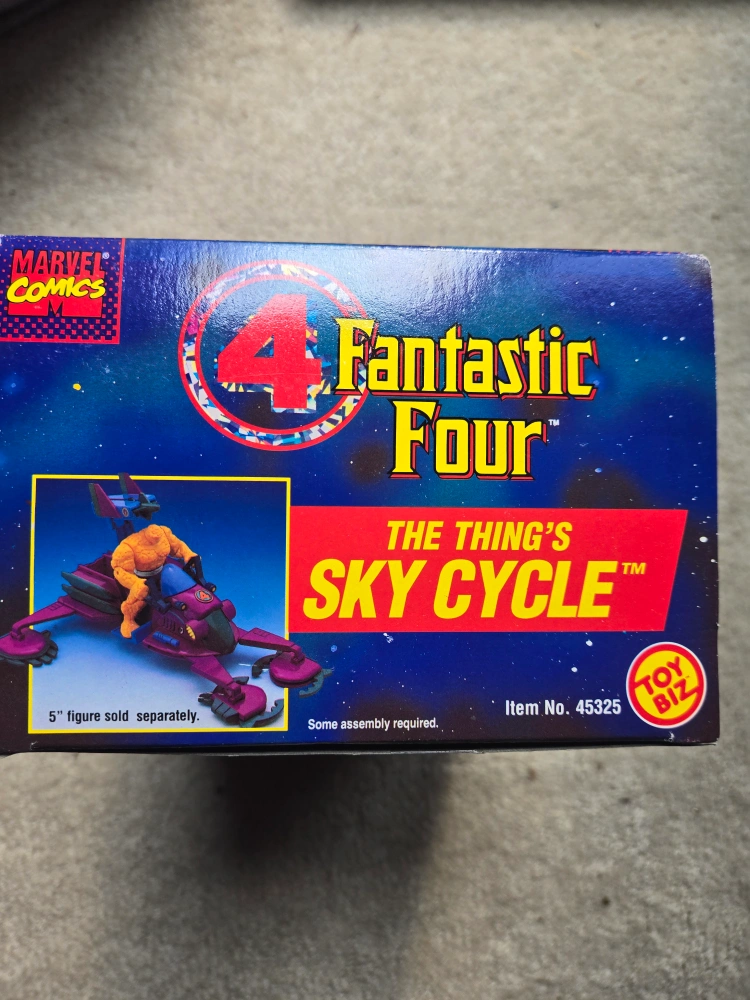 MARVEL®
COMICS
M
4 Fantastic
Four™
THE THING'S
SKY CYCLE™
5" figure sold separately.
Some assembly required.
Item No. 45325
TOY
BIZ